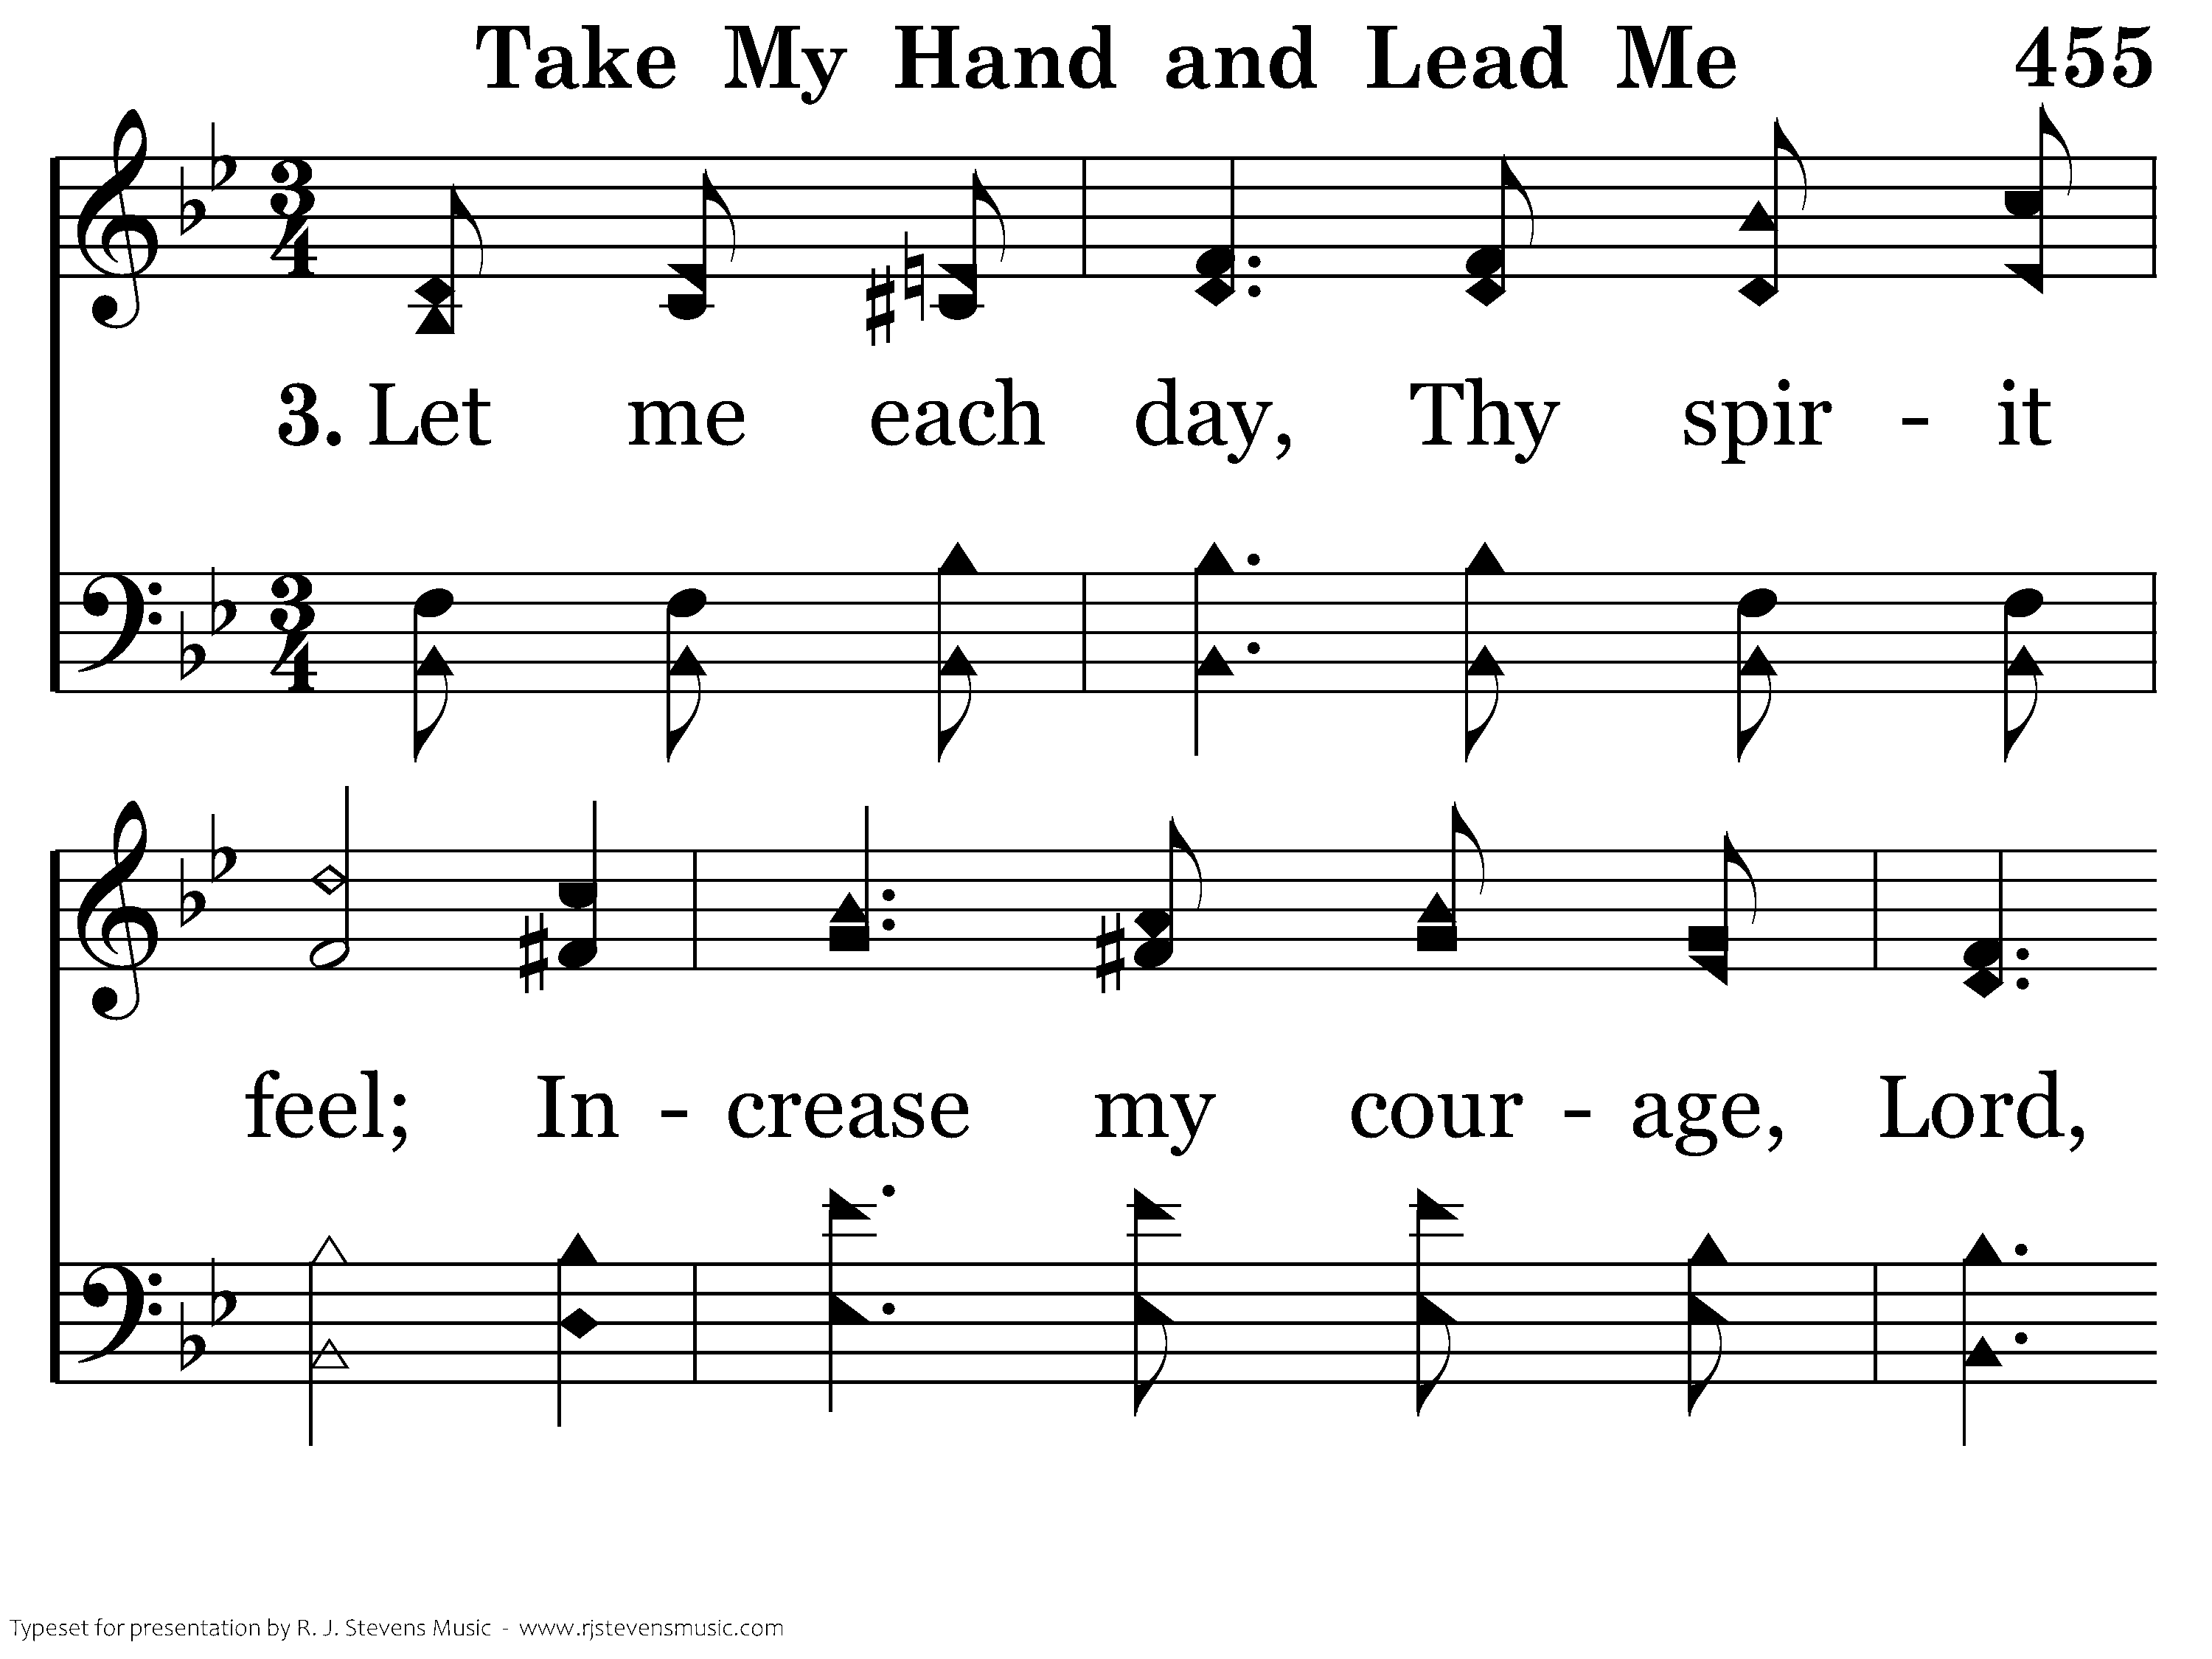 Take My Hand and Lead Me 455
3. Let me each day, Thy spir - it
feel; In - crease my cour - age, Lord,
Typeset for presentation by R. J. Stevens Music - www.rjstevensmusic.com